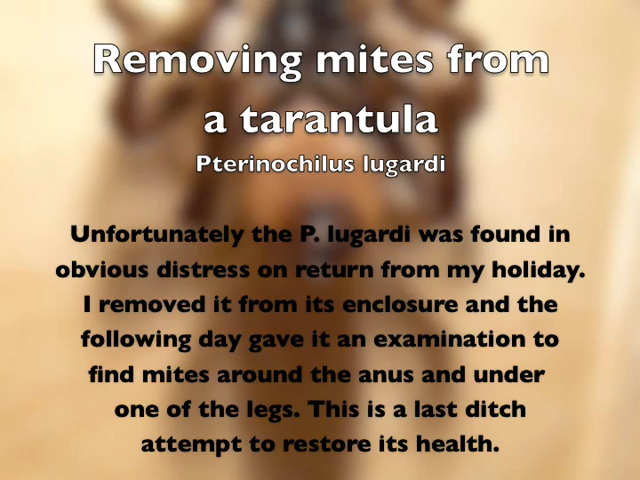 Removing mites from
a tarantula
Pterinochilus lugardi
Unfortunately the P. lugardi was found in
obvious distress on return from my holiday.
I removed it from its enclosure and the
following day gave it an examination to
find mites around the anus and under
one of the legs. This is a last ditch
attempt to restore its health.